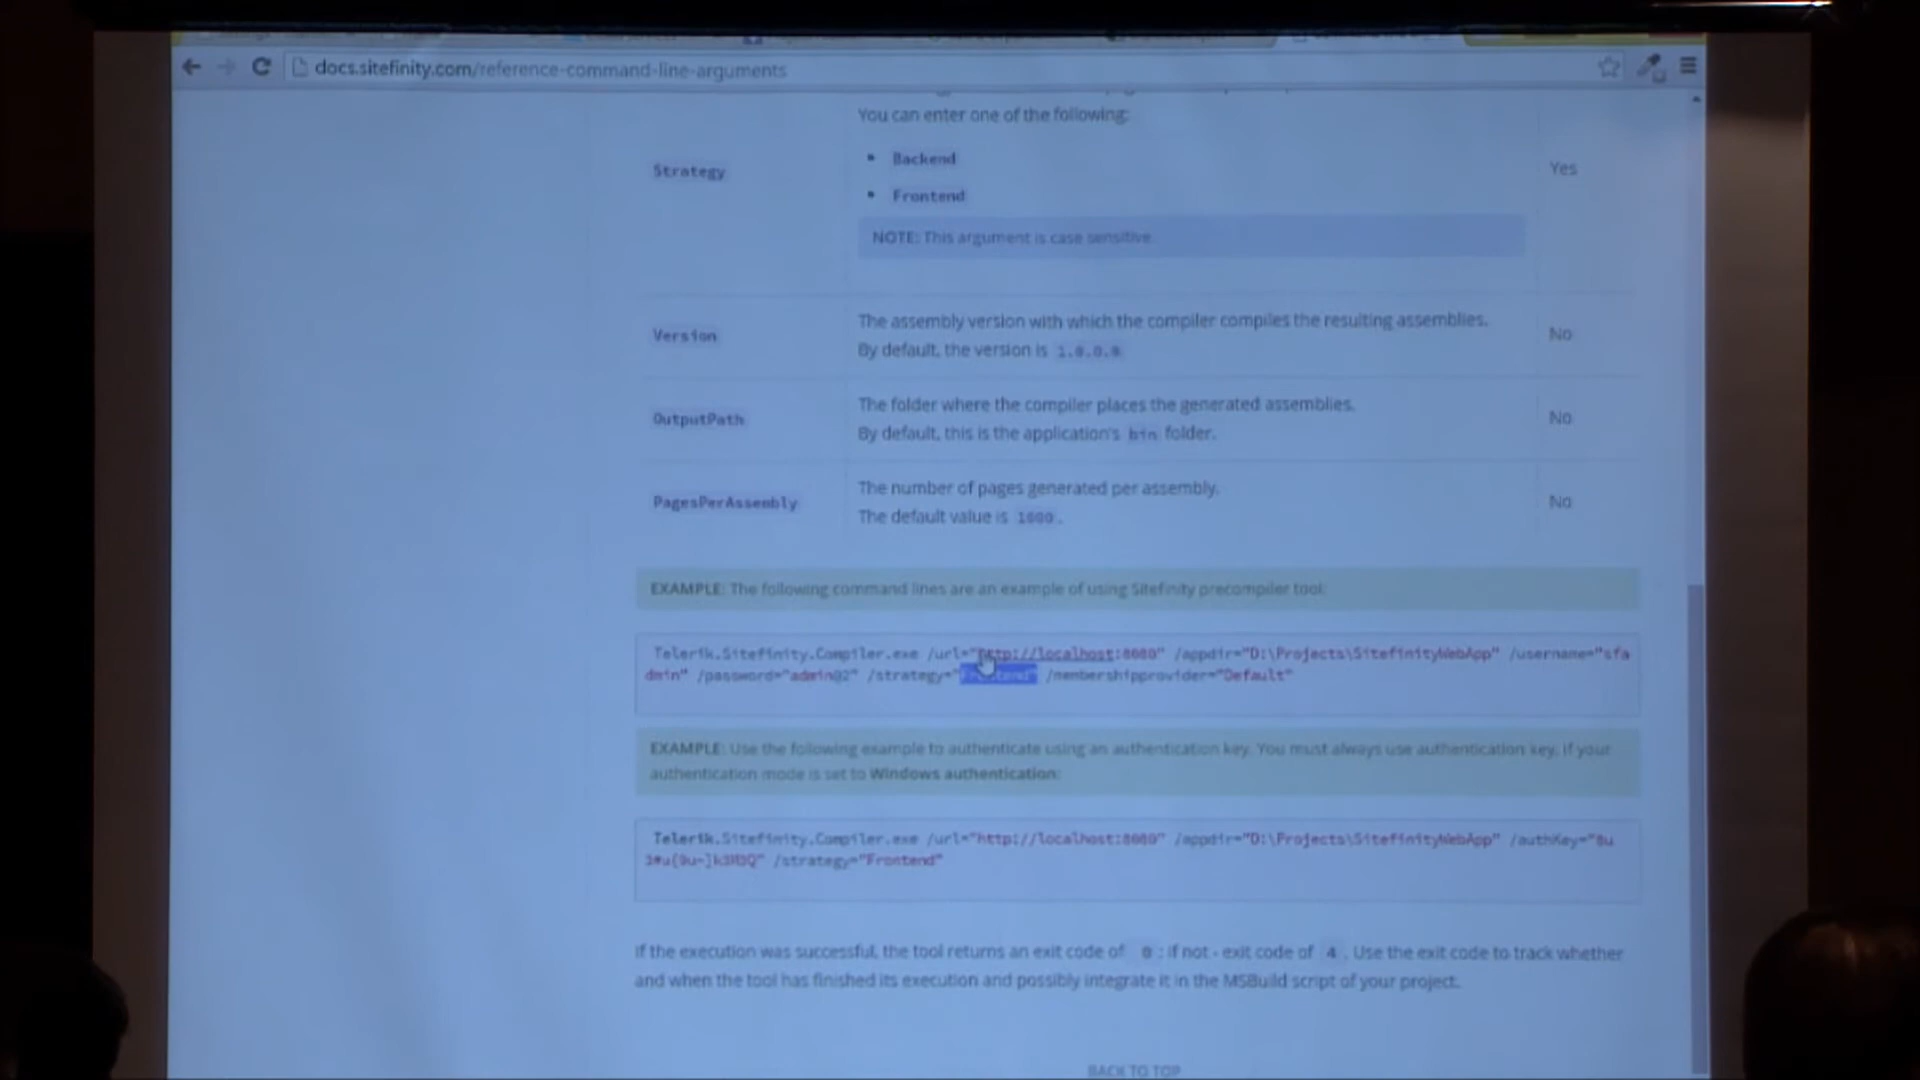 docs.sitefinity.com/reference-command-line-arguments
You can enter one of the following:
Strategy
Backend
Yes
Frontend
NOTE: This argument is case sensitive.
Version
The assembly version with which the compiler compiles the resulting assemblies.
No
By default, the version is 1.0.0.0
OutputPath
The folder where the compiler places the generated assemblies.
No
By default, this is the application's bin folder.
PagesPerAssembly
The number of pages generated per assembly.
No
The default value is 1000.
EXAMPLE: The following command lines are an example of using Sitefinity precompiler tool:
Telerik.Sitefinity.Compiler.exe /url="http://localhost:8080" /appdir="D:\Projects\SitefinityWebApp" /username="sfa
dmin" /password="admin@2" /strategy="Frontend" /membershipprovider="Default"
EXAMPLE: Use the following example to authenticate using an authentication key. You must always use authentication key, if your
authentication mode is set to Windows authentication:
Telerik.Sitefinity.Compiler.exe /url="http://localhost:8080" /appdir="D:\Projects\SitefinityWebApp" /authKey="8u
/strategy="Frontend"
If the execution was successful, the tool returns an exit code of 0 ; if not - exit code of 4 . Use the exit code to track whether
and when the tool has finished its execution and possibly integrate it in the MSBuild script of your project.
BACK TO TOP